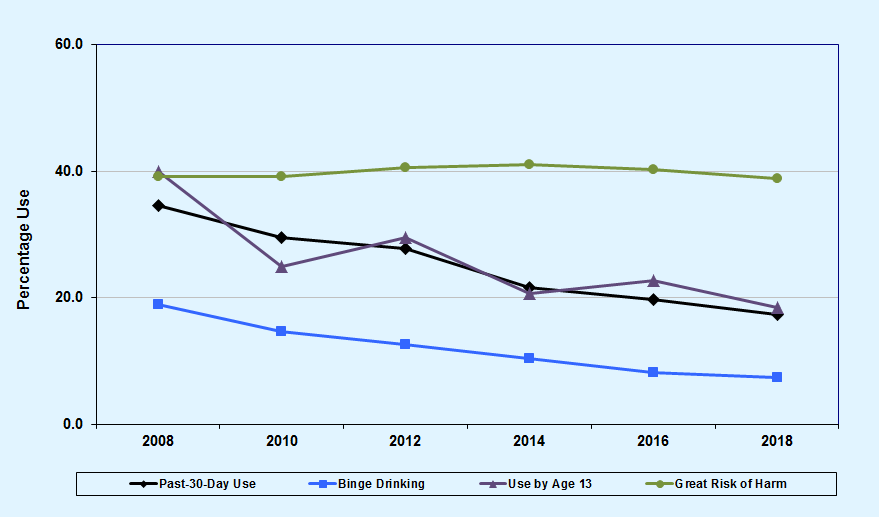 60.0
40.0
20.0
0.0
Percentage Use
2008 2010 2012 2014 2016 2018
Past-30-Day Use Binge Drinking Use by Age 13 Great Risk of Harm